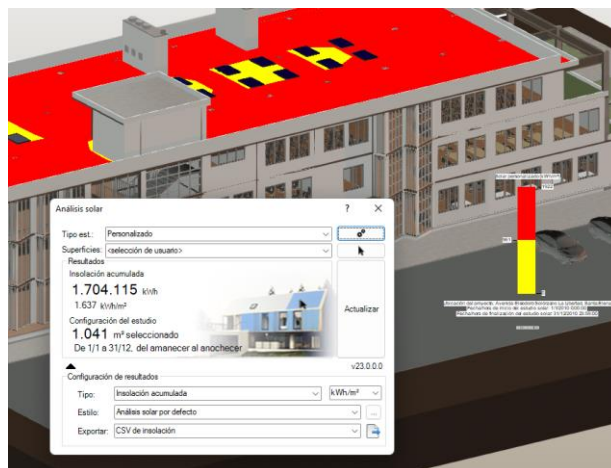 Análisis solar
? X
Tipo est.: Personalizado
Superficies: <selección de usuario>
Resultados
Insolación acumulada
1.704.115 kWh
1.637 kWh/m²
Configuración del estudio
1.041 m² seleccionado
De 1/1 a 31/12, del amanecer al anochecer
Actualizar
v23.0.0.0
Configuración de resultados
Tipo: Insolación acumulada kWh/m²
Estilo: Análisis solar por defecto ...
Exportar: CSV de insolación